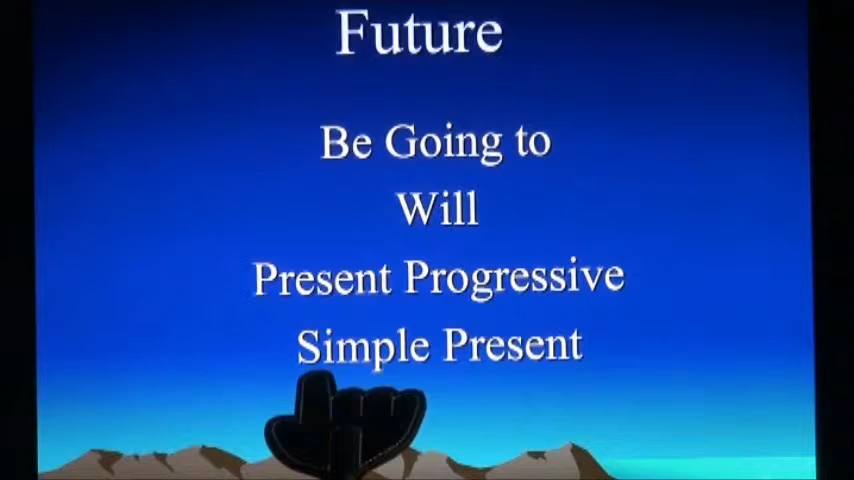 Future
Be Going to
Will
Present Progressive
Simple Present